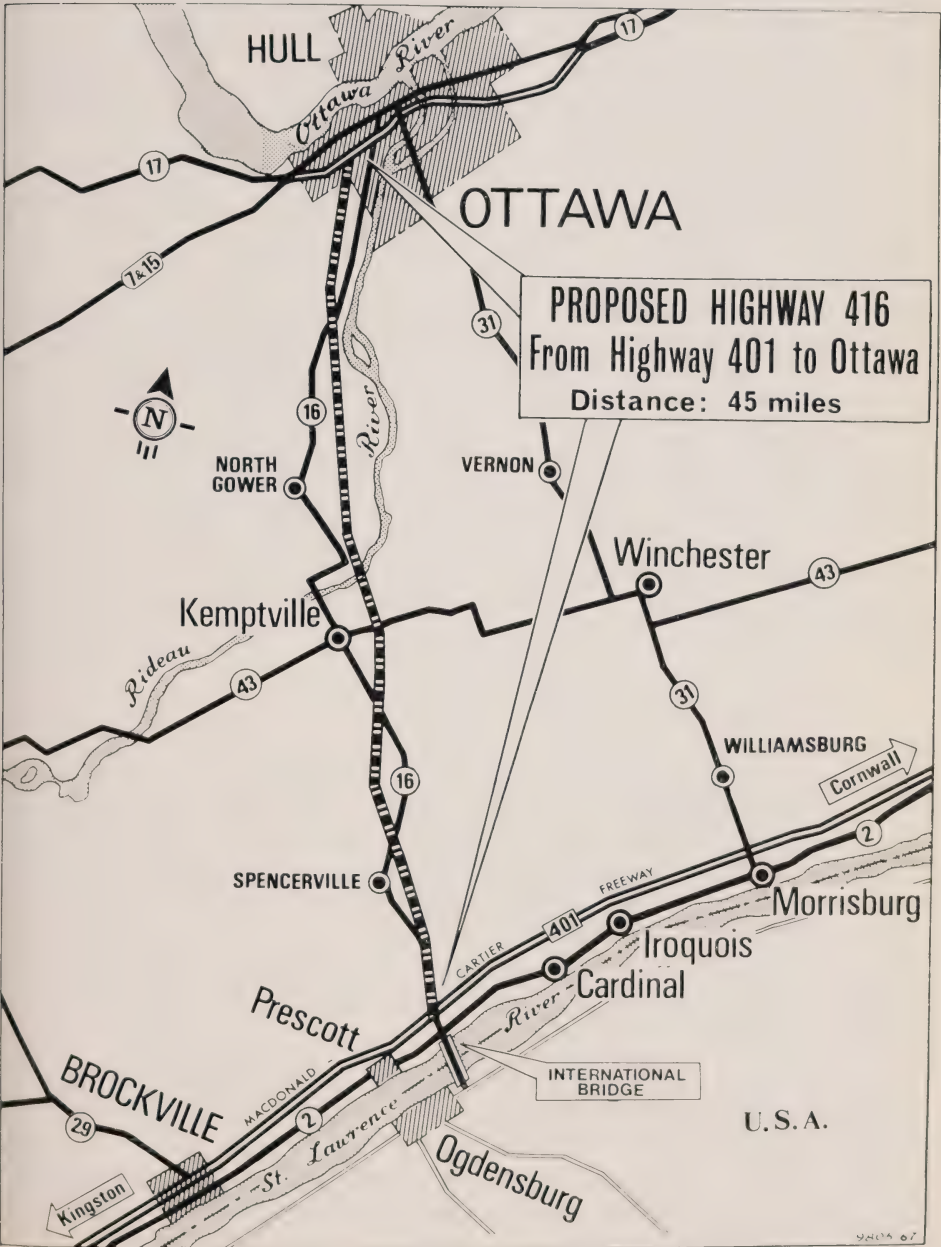 HULL
Ottawa River
17
17
OTTAWA
7&15
PROPOSED HIGHWAY 416
From Highway 401 to Ottawa
Distance: 45 miles
31
N
16
River
NORTH
GOWER
VERNON
Winchester
43
Kemptville
Rideau
43
31
WILLIAMSBURG
16
Cornwall
2
SPENCERVILLE
FREEWAY
401
Morrisburg
CARTIER
Iroquois
Cardinal
River
Prescott
INTERNATIONAL
BRIDGE
BROCKVILLE
MACDONALD
2
U.S.A.
29
St. Lawrence
Ogdensburg
Kingston